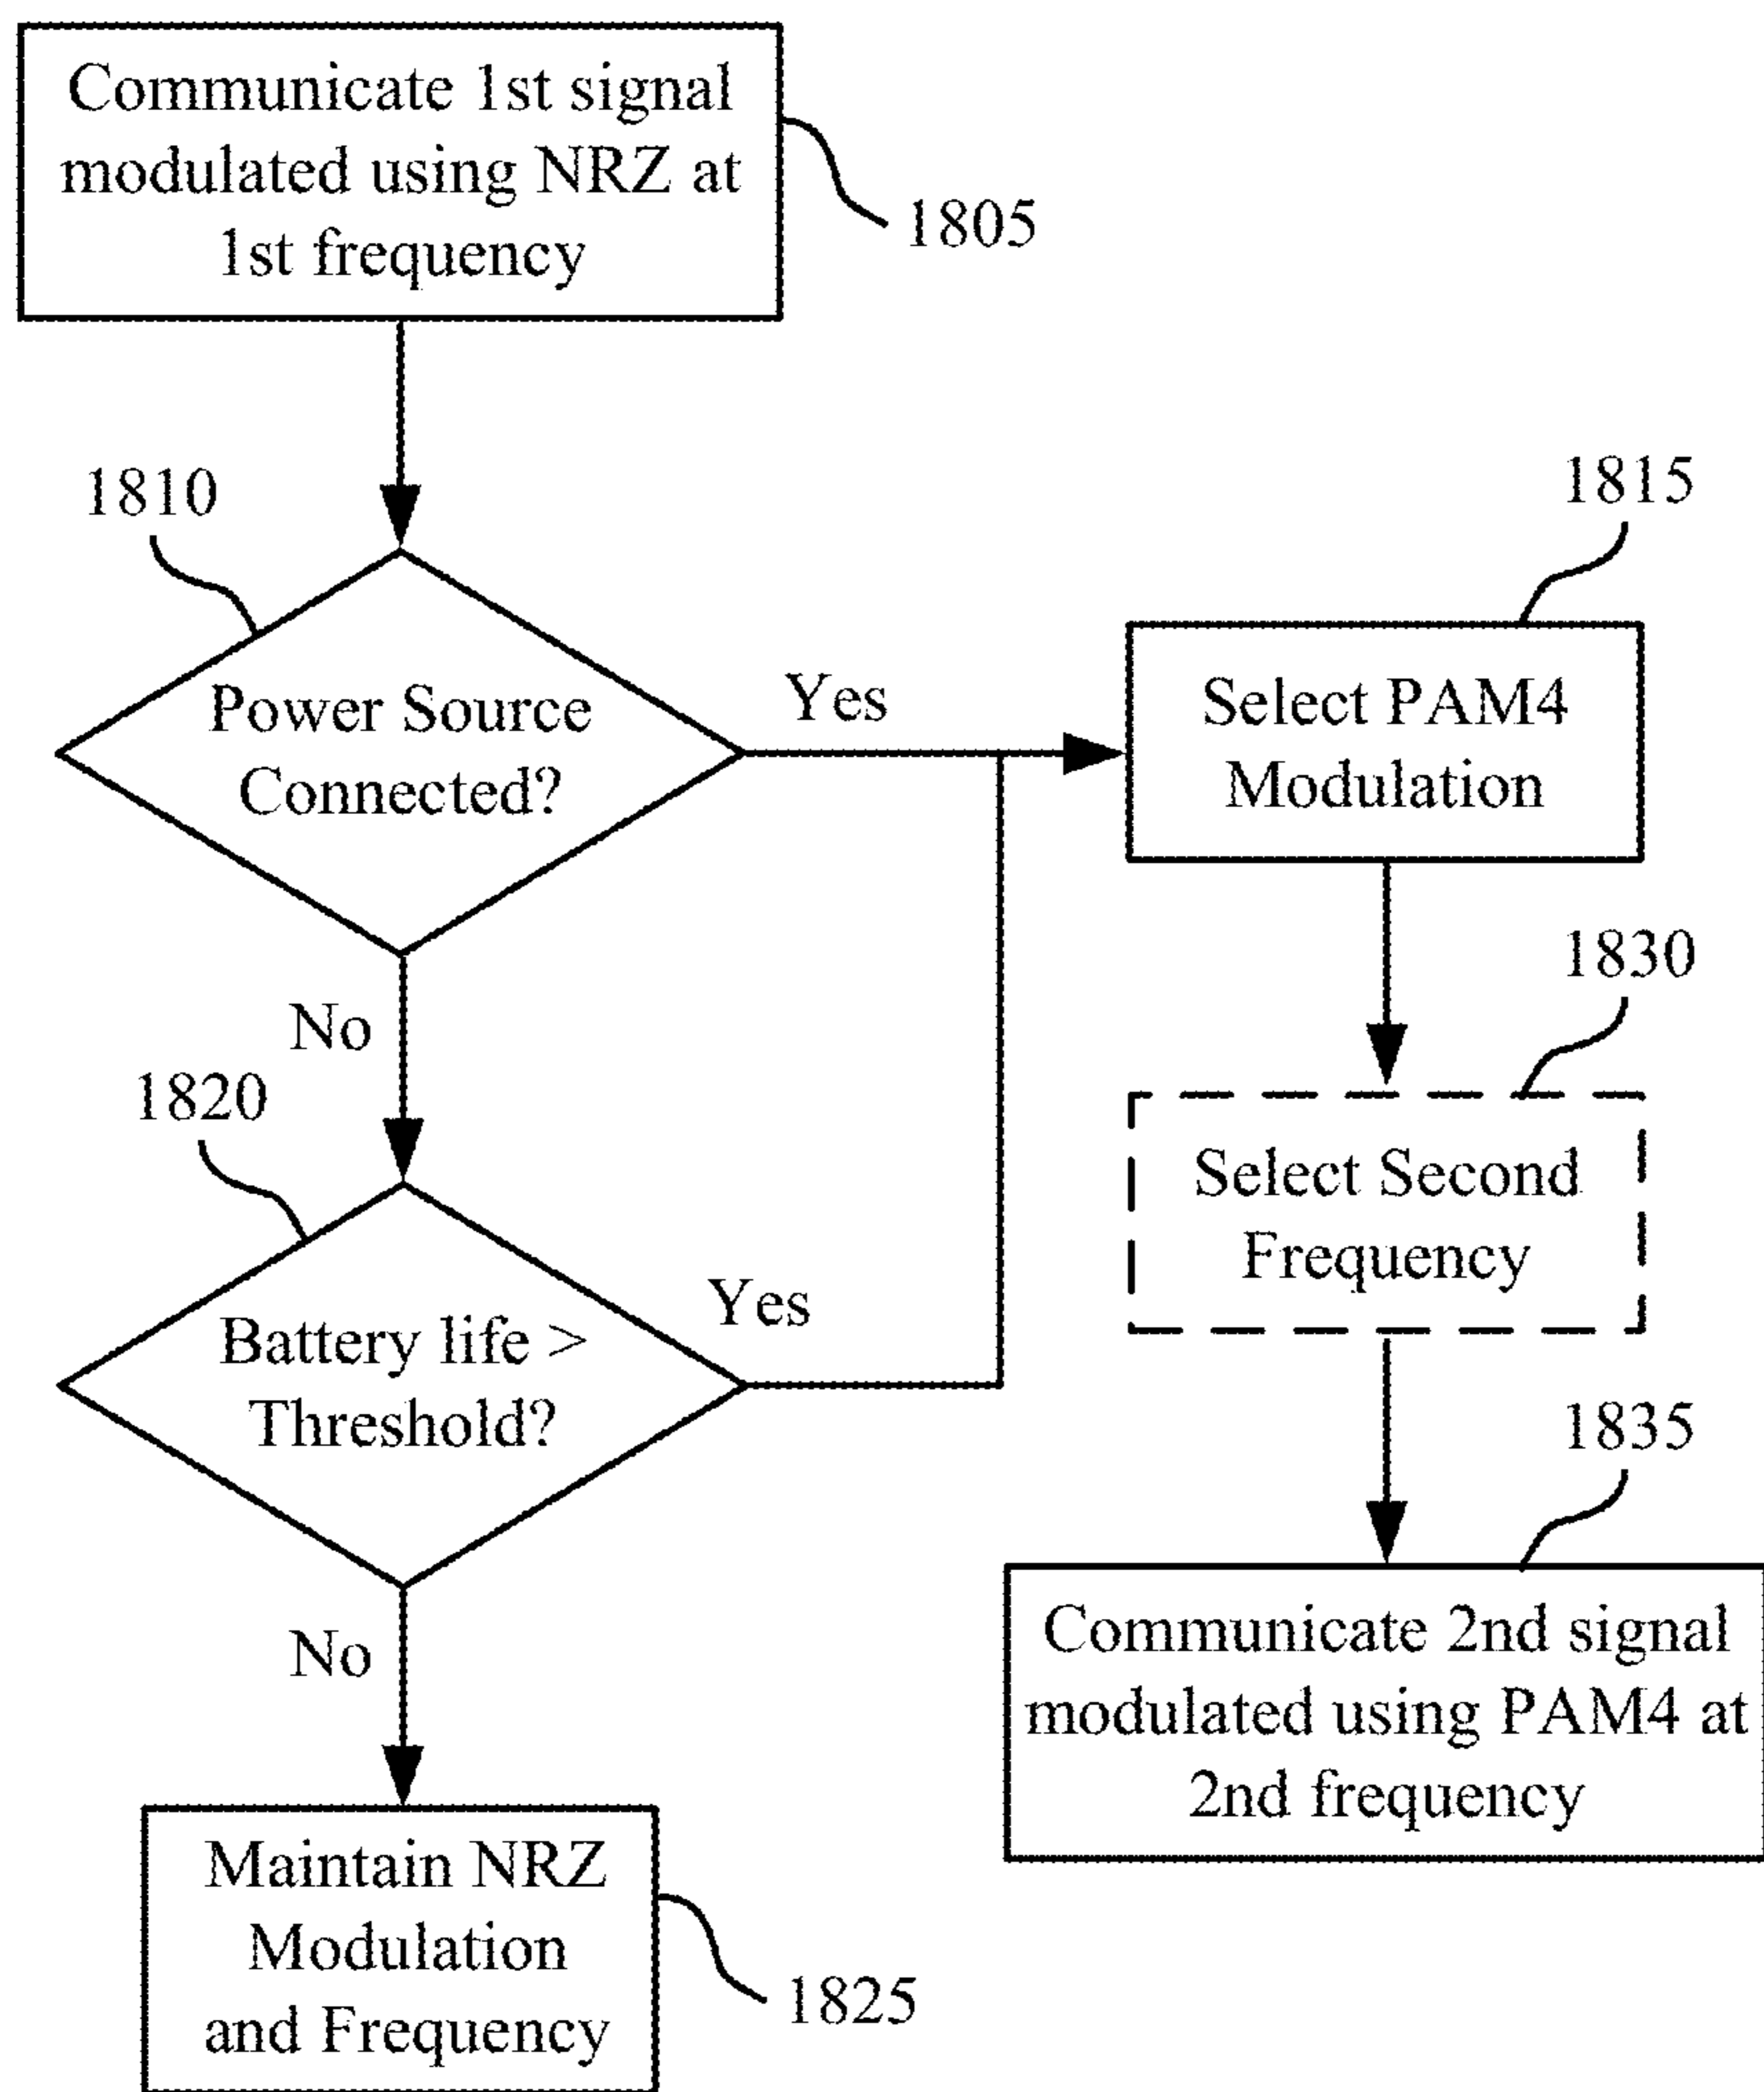 Communicate 1st signal
modulated using NRZ at
1st frequency
1805
1810
Power Source
Connected?
Yes
No
1815
Select PAM4
Modulation
1820
Battery life >
Threshold?
Yes
No
1830
Select Second
Frequency
1835
Communicate 2nd signal
modulated using PAM4 at
2nd frequency
Maintain NRZ
Modulation
and Frequency
1825